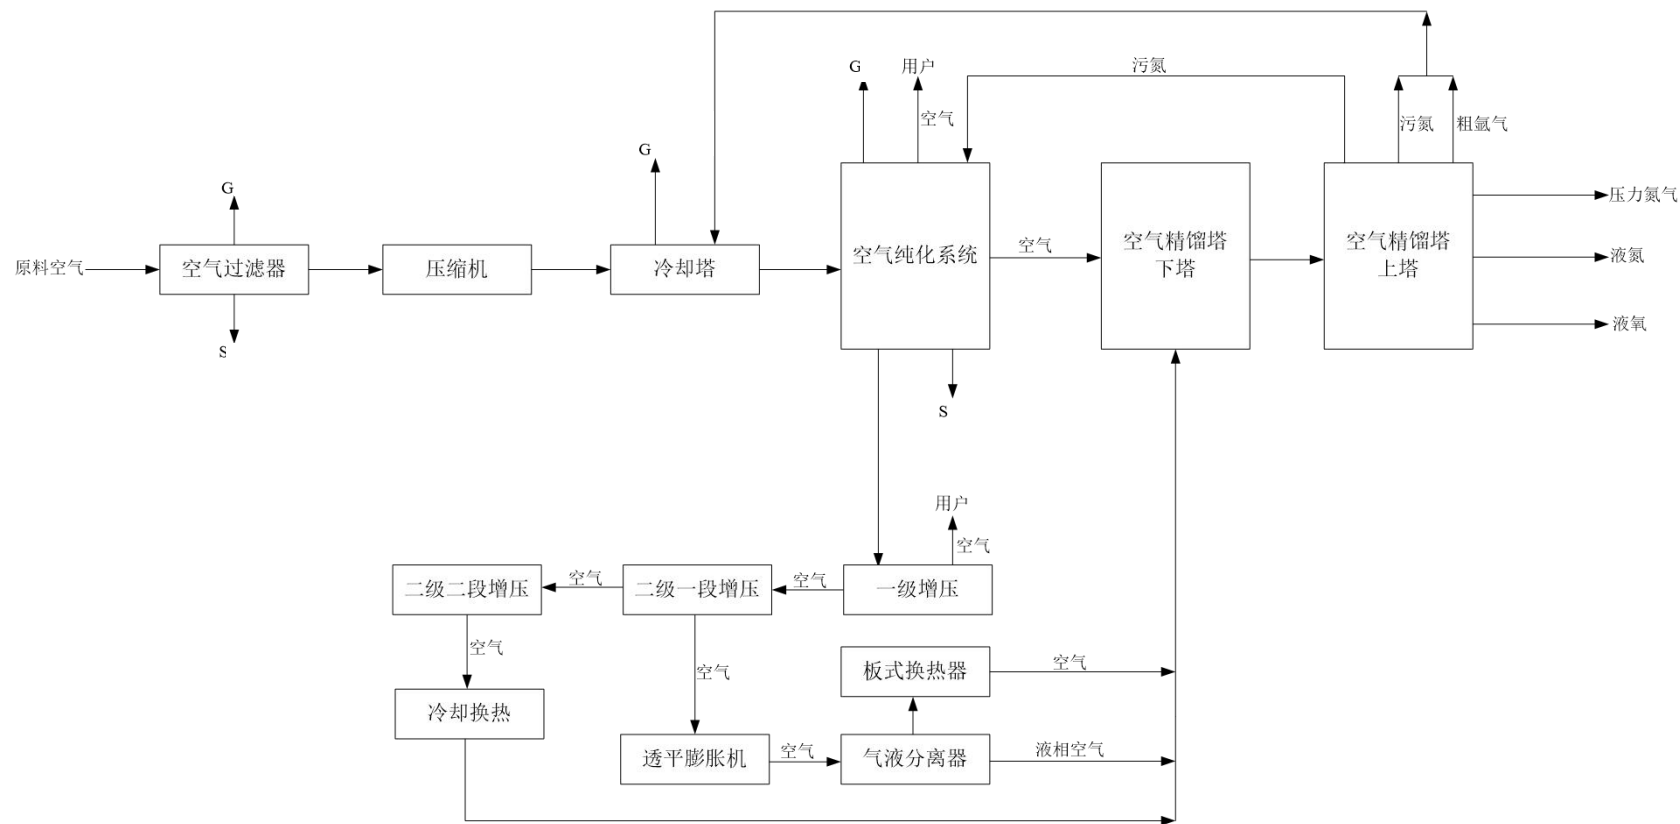 G
用户
污氮
空气
污氮
粗氩气
G
G
压力氮气
原料空气
空气过滤器
压缩机
冷却塔
空气纯化系统
空气
空气精馏塔
下塔
空气精馏塔
上塔
液氮
液氧
S
S
用户
空气
二级二段增压
空气
二级一段增压
空气
一级增压
空气
空气
板式换热器
空气
冷却换热
透平膨胀机
空气
气液分离器
液相空气